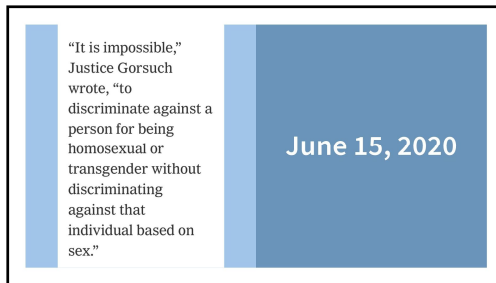 “It is impossible,”
Justice Gorsuch
wrote, “to
discriminate against a
person for being
homosexual or
transgender without
discriminating
against that
individual based on
sex.”
June 15, 2020